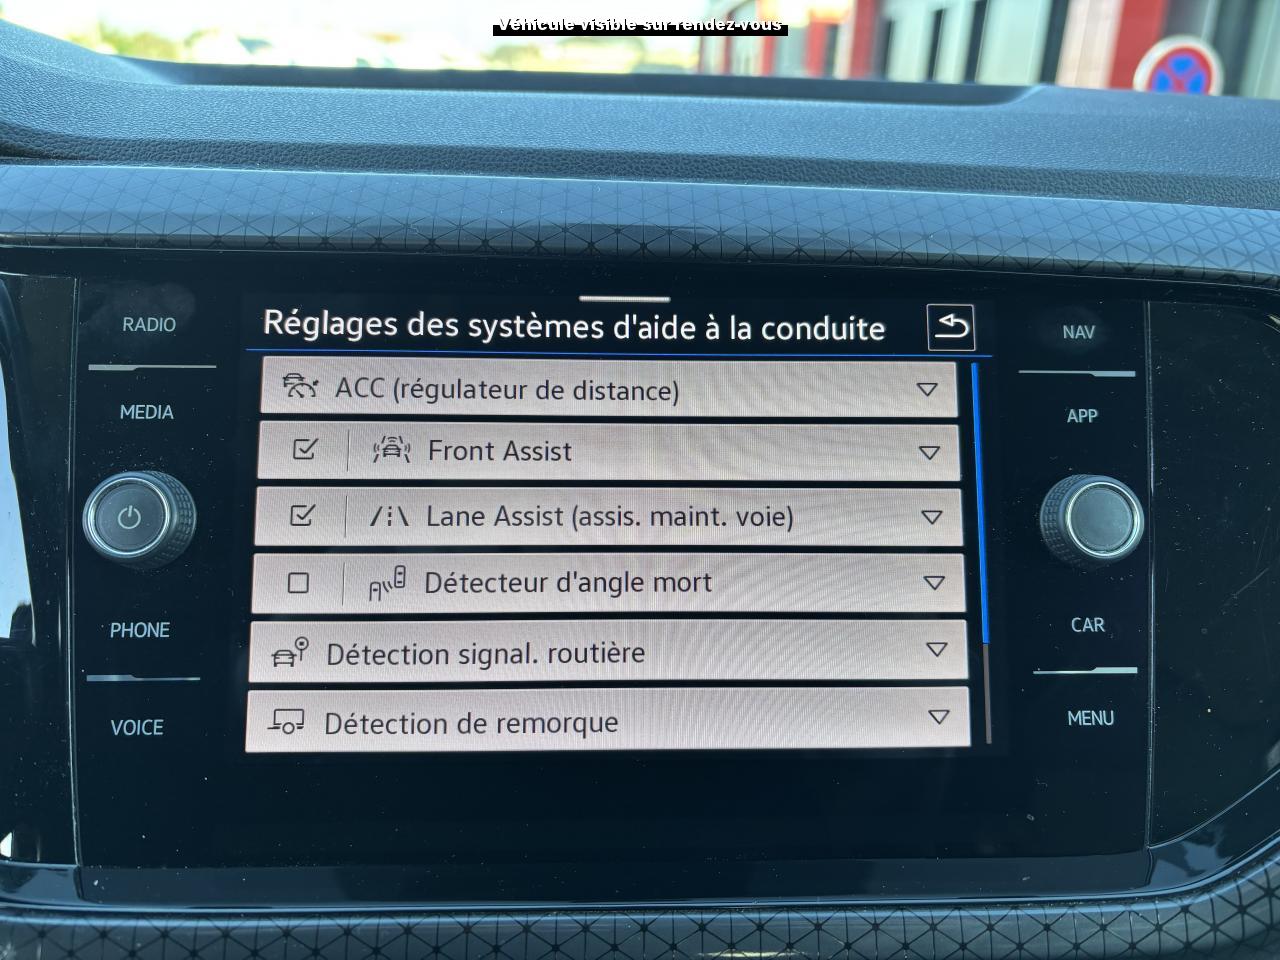 Véhicule visible sur rendez-vous
RADIO
MEDIA
PHONE
VOICE
Réglages des systèmes d'aide à la conduite
ACC (régulateur de distance)
Front Assist
Lane Assist (assis. maint. voie)
Détecteur d'angle mort
Détection signal. routière
Détection de remorque
NAV
APP
CAR
MENU